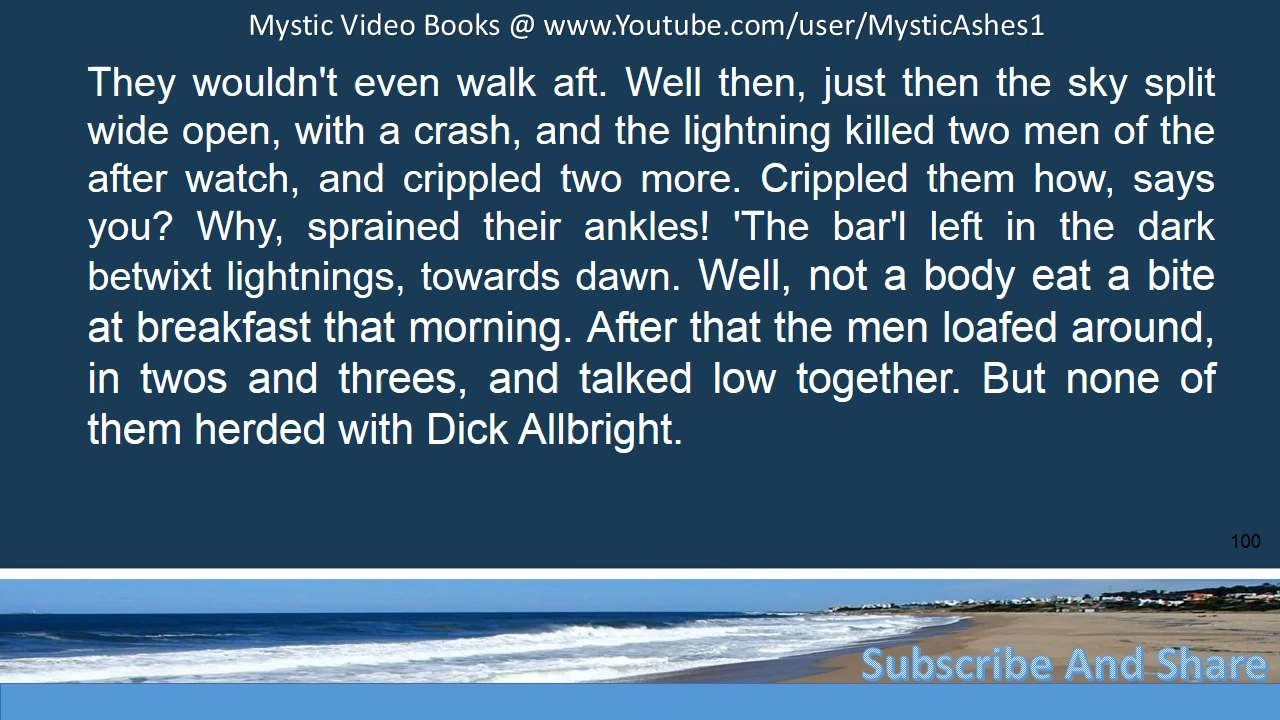 Mystic Video Books @ www.Youtube.com/user/MysticAshes1
They wouldn't even walk aft. Well then, just then the sky split
wide open, with a crash, and the lightning killed two men of the
after watch, and crippled two more. Crippled them how, says
you? Why, sprained their ankles! 'The bar'l left in the dark
betwixt lightnings, towards dawn. Well, not a body eat a bite
at breakfast that morning. After that the men loafed around,
in twos and threes, and talked low together. But none of
them herded with Dick Allbright.
100
Subscribe And Share